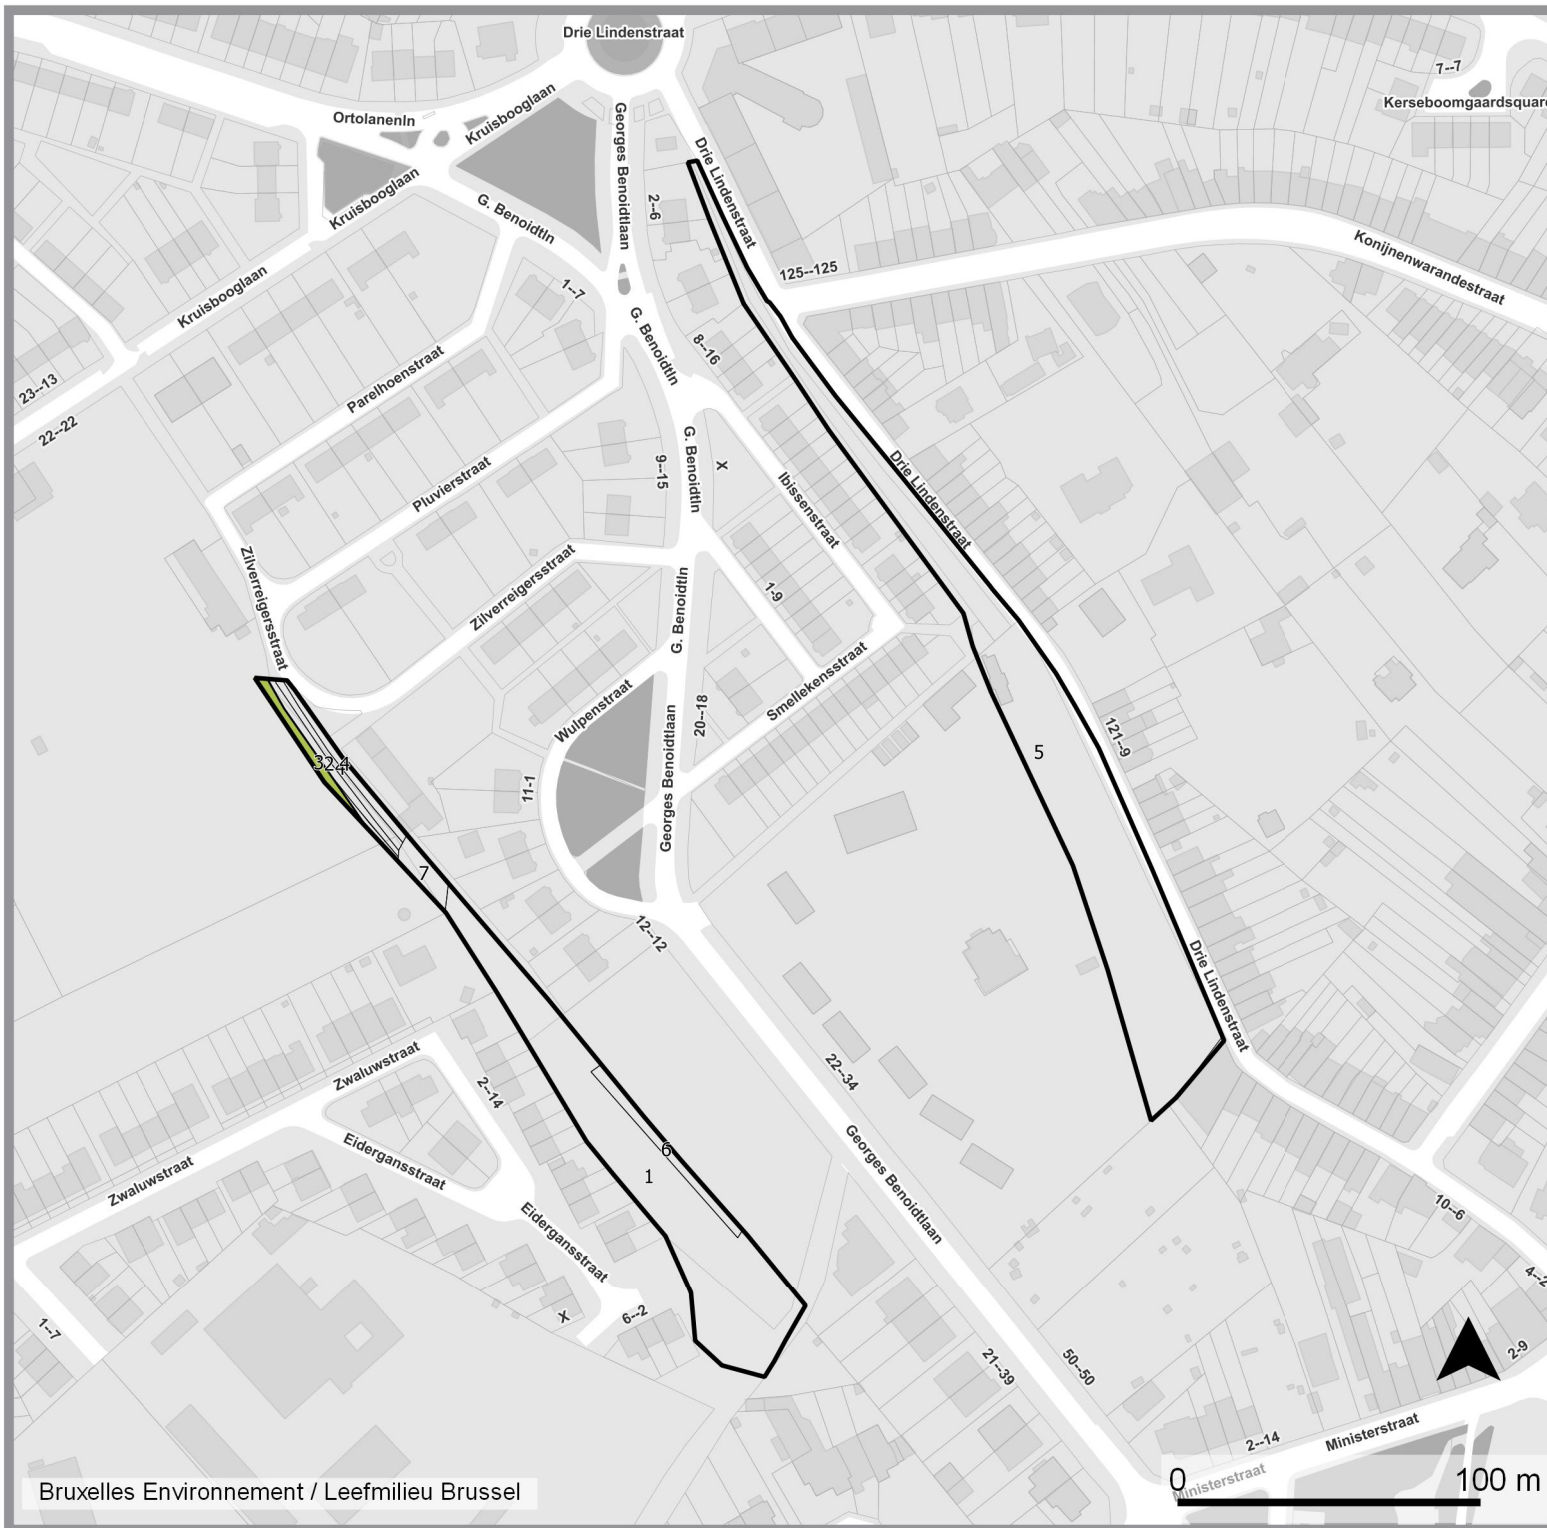 Drie Lindenstraat
7--7
Kerseboomgaardsquare
Ortolanenln
Kruisbooglaan
Georges Benoidtlaan
Drie Lindenstraat
Kruisbooglaan
G. Benoidtln
2--6
125--125
Konijnenwarandestraat
Kruisbooglaan
1--7
G. Benoidtln
8--16
Parelhoenstraat
23--13
22--22
G. Benoidtln
9--15
X
Pluvierstraat
Ibissenstraat
Drie Lindenstraat
Zilverreigersstraat
Zilverreigersstraat
1-9
G. Benoidtln
Smellekensstraat
Wulpenstraat
20--18
121--9
5
Georges Benoidtlaan
11-1
7
12--12
Drie Lindenstraat
Zwaluwstraat
2--14
22--34
Eidergansstraat
6
1
Georges Benoidtlaan
Zwaluwstraat
10--6
Eidergansstraat
X
6--2
1--7
21--39
50--50
2-9
2--14
Ministerstraat
Ministerstraat
0
100 m
Bruxelles Environnement / Leefmilieu Brussel